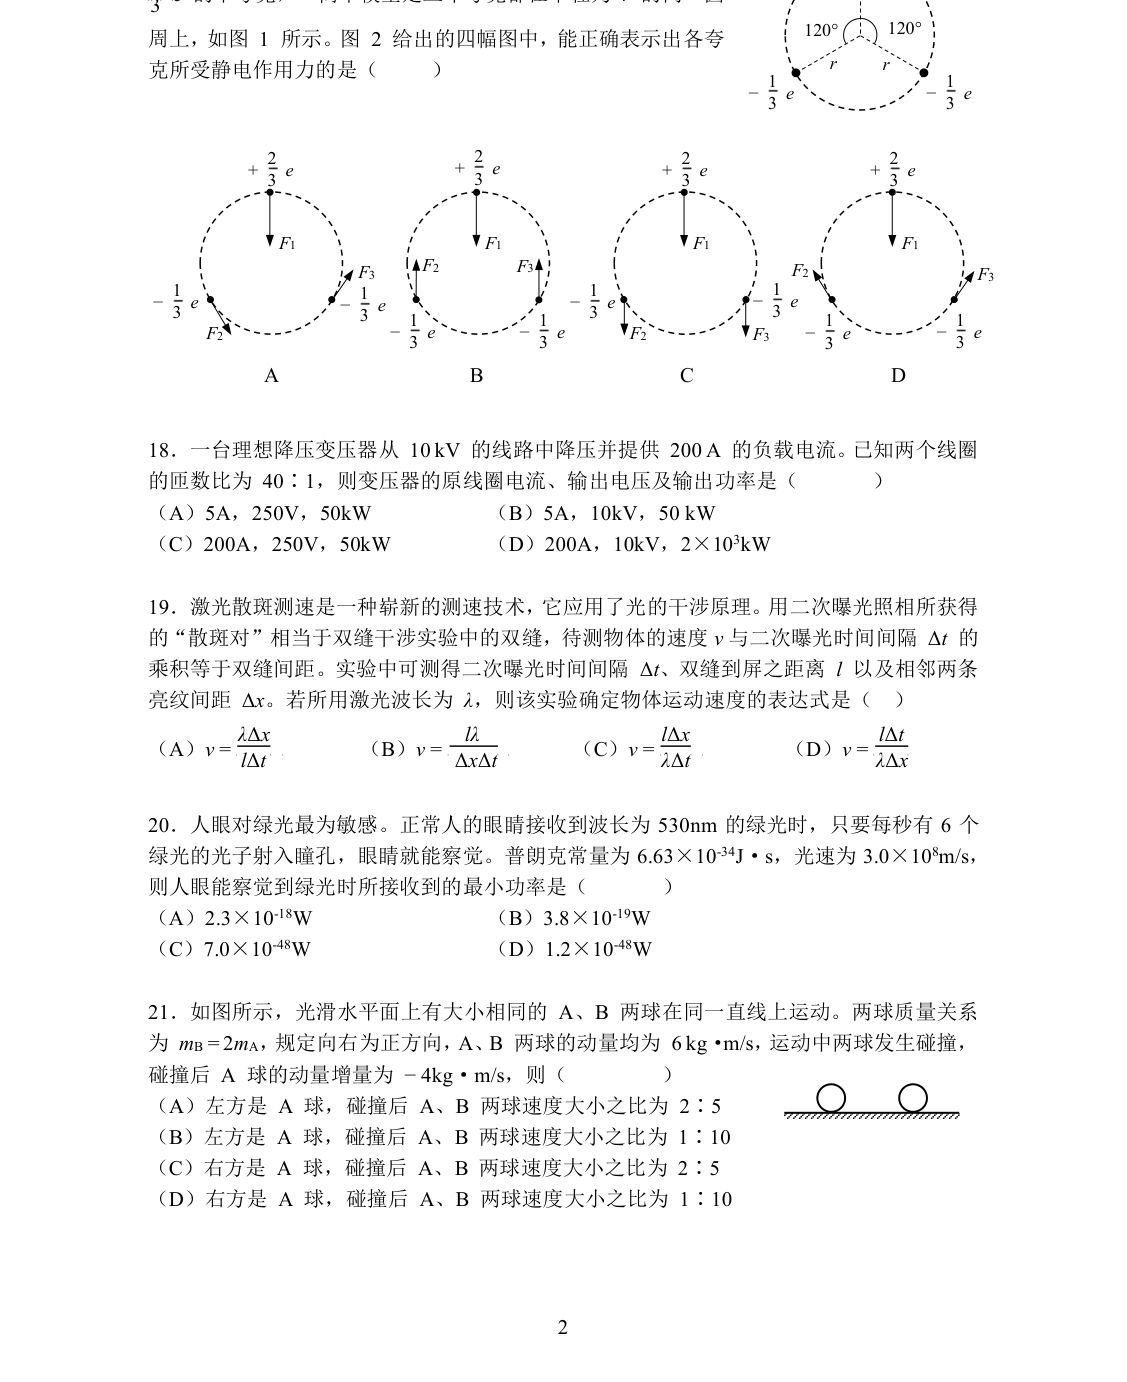 周上，如图 1 所示。图 2 给出的四幅图中，能正确表示出各夸
克所受静电作用力的是（　　）
120° 120°
r r
－1/3 e －1/3 e
+2/3 e +2/3 e +2/3 e +2/3 e
F1 F1 F1 F1
F3 F2 F3 F2 F3
－1/3 e －1/3 e －1/3 e －1/3 e
F2 －1/3 e －1/3 e F2 F3 －1/3 e －1/3 e
A B C D
18．一台理想降压变压器从 10 kV 的线路中降压并提供 200 A 的负载电流。已知两个线圈
的匝数比为 40∶1，则变压器的原线圈电流、输出电压及输出功率是（　　）
（A）5A，250V，50kW （B）5A，10kV，50 kW
（C）200A，250V，50kW （D）200A，10kV，2×10³kW
19．激光散斑测速是一种崭新的测速技术，它应用了光的干涉原理。用二次曝光照相所获得
的“散斑对”相当于双缝干涉实验中的双缝，待测物体的速度 v 与二次曝光时间间隔 Δt 的
乘积等于双缝间距。实验中可测得二次曝光时间间隔 Δt、双缝到屏之距离 l 以及相邻两条
亮纹间距 Δx。若所用激光波长为 λ，则该实验确定物体运动速度的表达式是（　）
（A）v=λΔx/lΔt （B）v=lλ/ΔxΔt （C）v=lΔx/λΔt （D）v=lΔt/λΔx
20．人眼对绿光最为敏感。正常人的眼睛接收到波长为 530nm 的绿光时，只要每秒有 6 个
绿光的光子射入瞳孔，眼睛就能察觉。普朗克常量为 6.63×10⁻³⁴J·s，光速为 3.0×10⁸m/s，
则人眼能察觉到绿光时所接收到的最小功率是（　　）
（A）2.3×10⁻¹⁸W （B）3.8×10⁻¹⁹W
（C）7.0×10⁻⁴⁸W （D）1.2×10⁻⁴⁸W
21．如图所示，光滑水平面上有大小相同的 A、B 两球在同一直线上运动。两球质量关系
为 mB=2mA，规定向右为正方向，A、B 两球的动量均为 6 kg·m/s，运动中两球发生碰撞，
碰撞后 A 球的动量增量为 －4kg·m/s，则（　　）
（A）左方是 A 球，碰撞后 A、B 两球速度大小之比为 2∶5
（B）左方是 A 球，碰撞后 A、B 两球速度大小之比为 1∶10
（C）右方是 A 球，碰撞后 A、B 两球速度大小之比为 2∶5
（D）右方是 A 球，碰撞后 A、B 两球速度大小之比为 1∶10
2